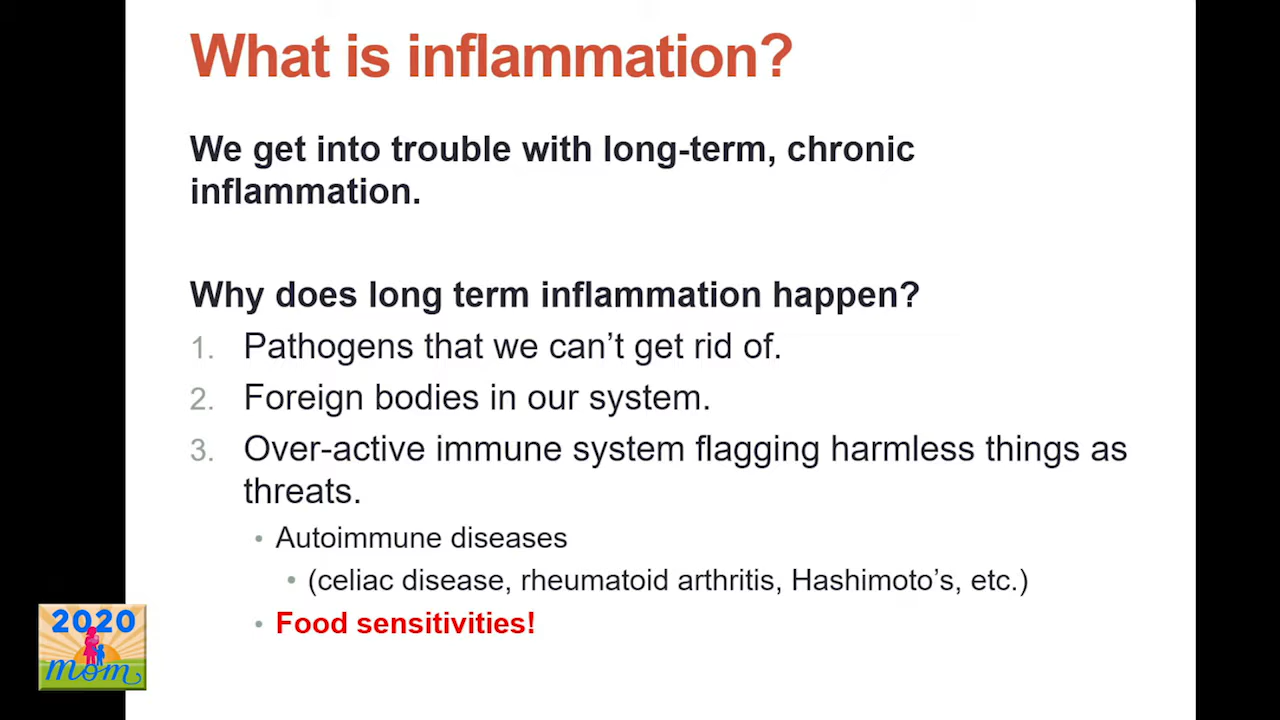 What is inflammation?
We get into trouble with long-term, chronic
inflammation.
Why does long term inflammation happen?
1. Pathogens that we can’t get rid of.
2. Foreign bodies in our system.
3. Over-active immune system flagging harmless things as
threats.
• Autoimmune diseases
• (celiac disease, rheumatoid arthritis, Hashimoto’s, etc.)
• Food sensitivities!
2020
mom